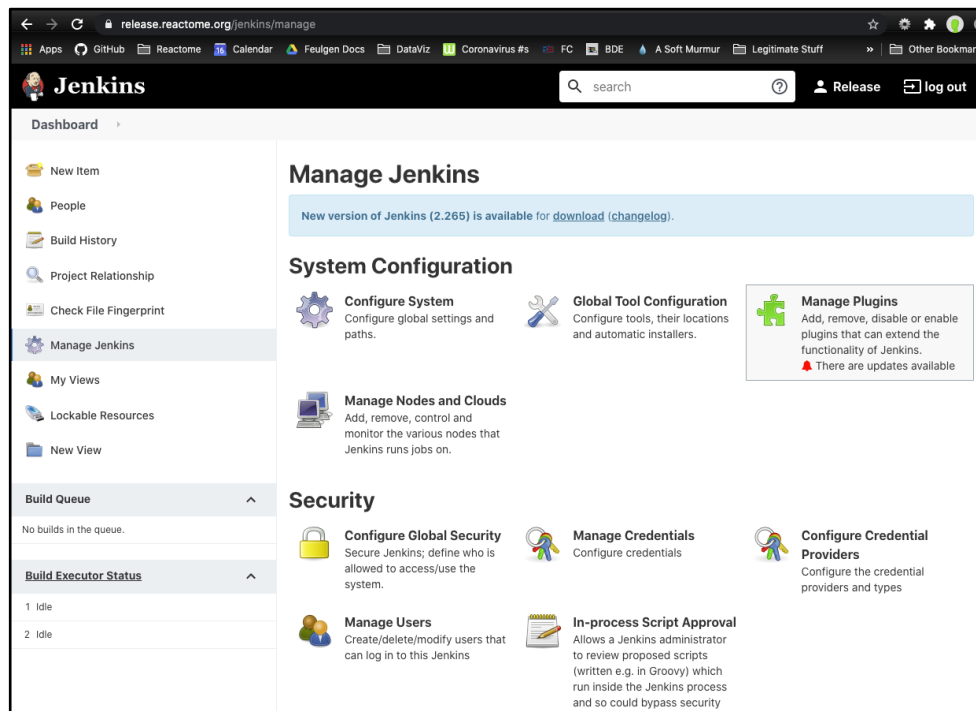 release.reactome.org/jenkins/manage
Apps GitHub Reactome 16 Calendar Feulgen Docs DataViz Coronavirus #s FC BDE A Soft Murmur Legitimate Stuff » Other Bookmar
Jenkins
search
Release
log out
Dashboard
New Item
People
Build History
Project Relationship
Check File Fingerprint
Manage Jenkins
My Views
Lockable Resources
New View
Build Queue
No builds in the queue.
Build Executor Status
1 Idle
2 Idle
Manage Jenkins
New version of Jenkins (2.265) is available for download (changelog).
System Configuration
Configure System
Configure global settings and
paths.
Global Tool Configuration
Configure tools, their locations
and automatic installers.
Manage Plugins
Add, remove, disable or enable
plugins that can extend the
functionality of Jenkins.
There are updates available
Manage Nodes and Clouds
Add, remove, control and
monitor the various nodes that
Jenkins runs jobs on.
Security
Configure Global Security
Secure Jenkins; define who is
allowed to access/use the
system.
Manage Credentials
Configure credentials
Configure Credential
Providers
Configure the credential
providers and types
Manage Users
Create/delete/modify users that
can log in to this Jenkins
In-process Script Approval
Allows a Jenkins administrator
to review proposed scripts
(written e.g. in Groovy) which
run inside the Jenkins process
and so could bypass security